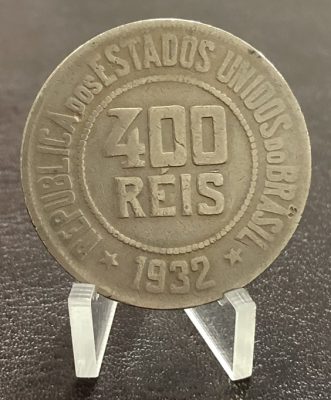 REPUBLICA DOS ESTADOS UNIDOS DO BRASIL
400
RÉIS
1932